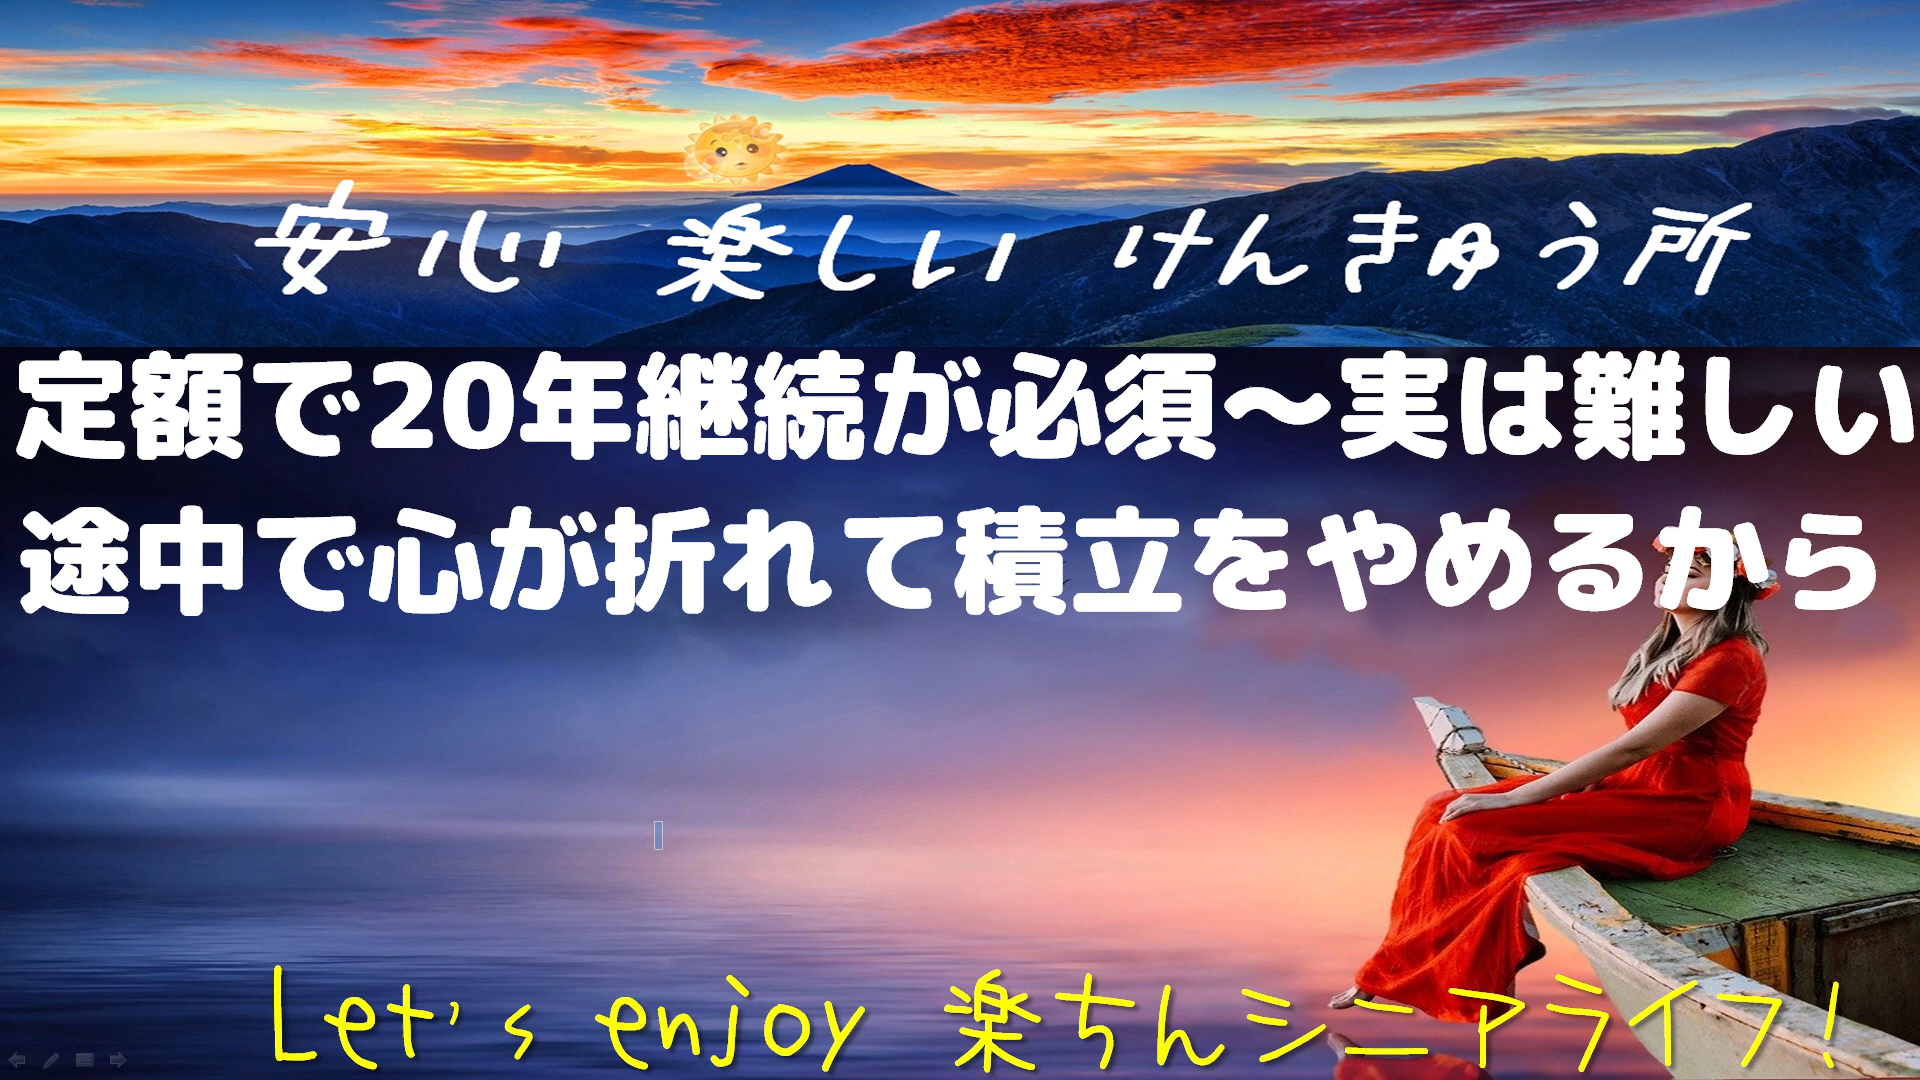 安心 楽しい けんきゅう所
定額で20年継続が必須～実は難しい
途中で心が折れて積立をやめるから
Let's enjoy 楽ちんシニアライフ!